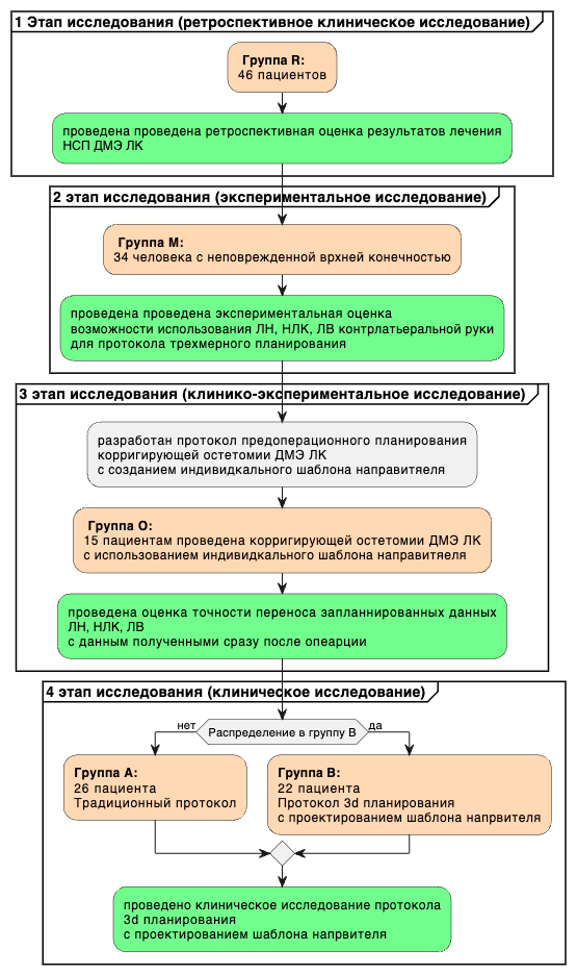 1 Этап исследования (ретроспективное клиническое исследование)
Группа R:
46 пациентов
проведена проведена ретроспективная оценка результатов лечения
НСП ДМЭ ЛК
2 этап исследования (экспериментальное исследование)
Группа М:
34 человека с неповрежденной врхней конечностью
проведена проведена экспериментальная оценка
возможности использования ЛН, НЛК, ЛВ контрлатьеральной руки
для протокола трехмерного планирования
3 этап исследования (клинико-экспериментальное исследование)
разработан протокол предоперационного планирования
корригирующей остетомии ДМЭ ЛК
с созданием индивидкального шаблона направитяеля
Группа О:
15 пациентам проведена корригирующей остетомии ДМЭ ЛК
с использованием индивидкального шаблона направитяеля
проведена оценка точности переноса запланнированных данных
ЛН, НЛК, ЛВ
с данным полученными сразу после опеарции
4 этап исследования (клиническое исследование)
нет
Распределение в группу В
да
Группа А:
26 пациента
Традиционный протокол
Группа В:
22 пациента
Протокол 3d планирования
с проектированием шаблона напрвителя
проведено клиническое исследование протокола
3d планирования
с проектированием шаблона напрвителя